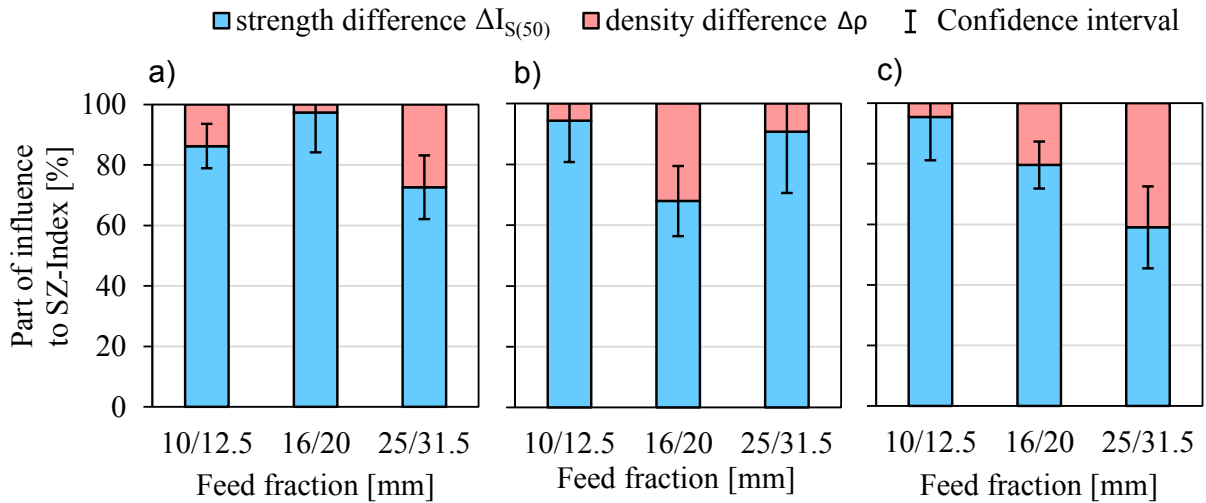 strength difference ΔI_S(50) density difference Δρ Confidence interval
a) b) c)
Part of influence
to SZ-Index [%]
100
80
60
40
20
0
10/12.5 16/20 25/31.5 10/12.5 16/20 25/31.5 10/12.5 16/20 25/31.5
Feed fraction [mm] Feed fraction [mm] Feed fraction [mm]